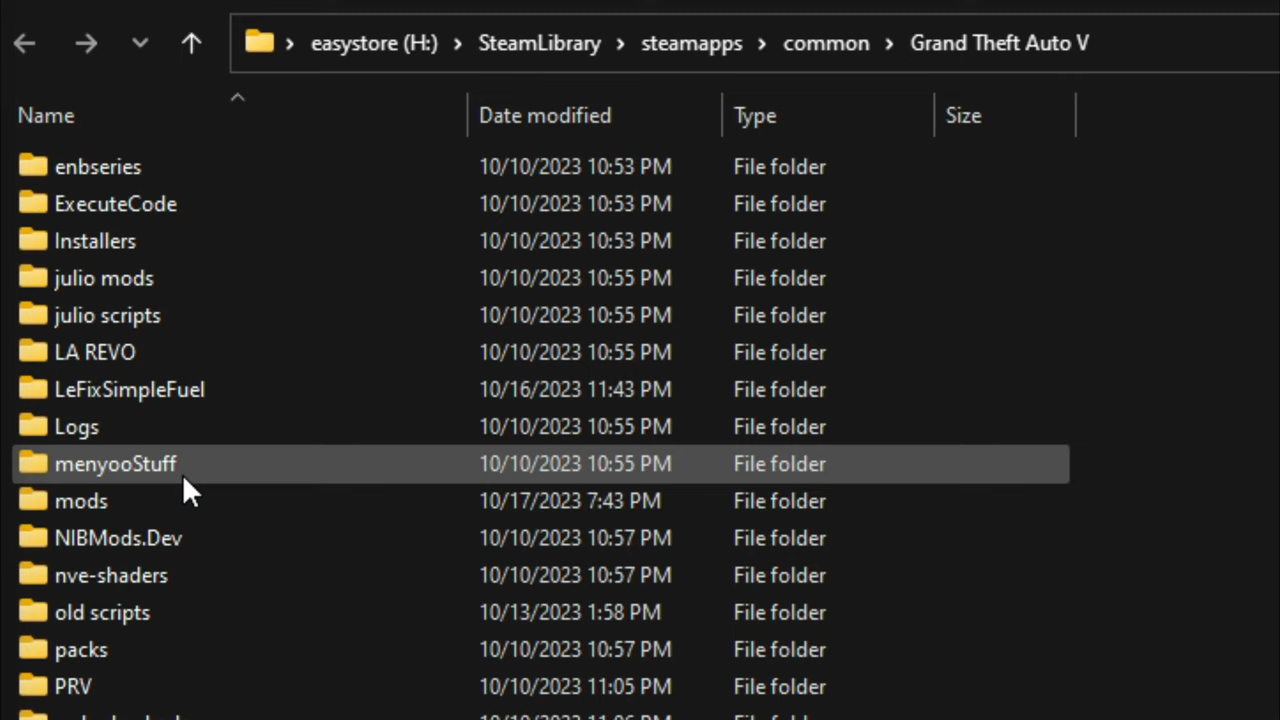 easystore (H:) › SteamLibrary › steamapps › common › Grand Theft Auto V
Name Date modified Type Size
enbseries 10/10/2023 10:53 PM File folder
ExecuteCode 10/10/2023 10:53 PM File folder
Installers 10/10/2023 10:53 PM File folder
julio mods 10/10/2023 10:55 PM File folder
julio scripts 10/10/2023 10:55 PM File folder
LA REVO 10/10/2023 10:55 PM File folder
LeFixSimpleFuel 10/16/2023 11:43 PM File folder
Logs 10/10/2023 10:55 PM File folder
menyooStuff 10/10/2023 10:55 PM File folder
mods 10/17/2023 7:43 PM File folder
NIBMods.Dev 10/10/2023 10:57 PM File folder
nve-shaders 10/10/2023 10:57 PM File folder
old scripts 10/13/2023 1:58 PM File folder
packs 10/10/2023 10:57 PM File folder
PRV 10/10/2023 11:05 PM File folder